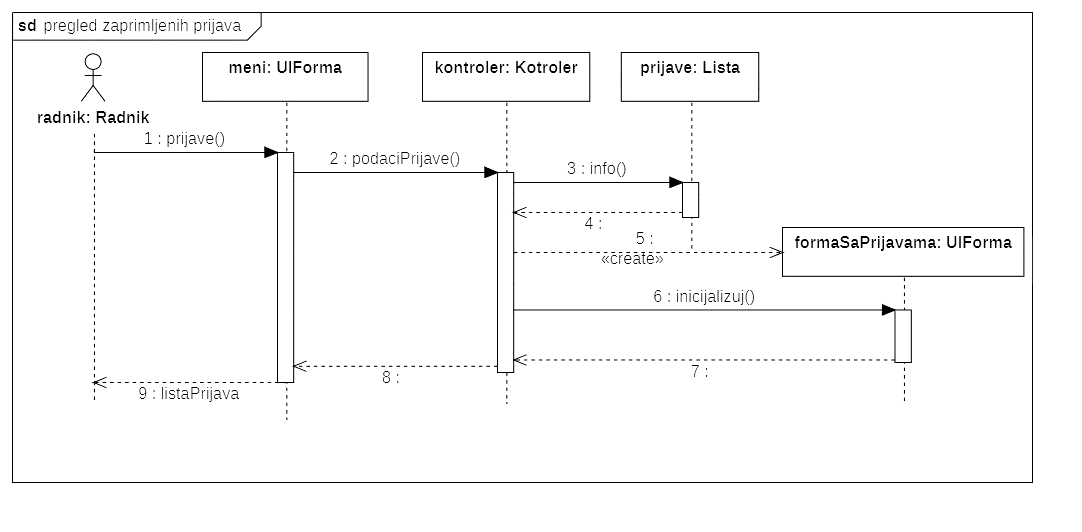 sd pregled zaprimljenih prijava
meni: UIForma
kontroler: Kotroler
prijave: Lista
radnik: Radnik
1 : prijave()
2 : podaciPrijave()
3 : info()
4 :
5 :
«create»
formaSaPrijavama: UIForma
6 : inicijalizuj()
7 :
8 :
9 : listaPrijava